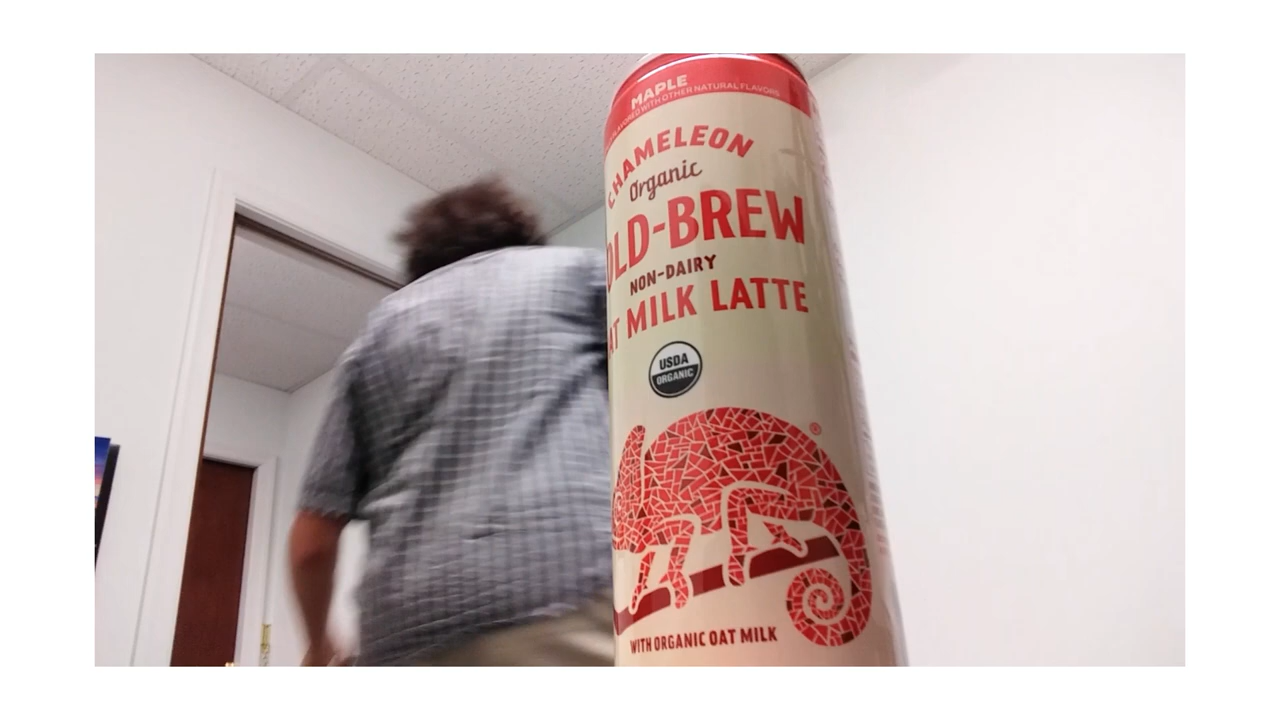 MAPLE
FLAVORED WITH OTHER NATURAL FLAVORS
CHAMELEON
Organic
OLD-BREW
NON-DAIRY
AT MILK LATTE
USDA
ORGANIC
®
WITH ORGANIC OAT MILK